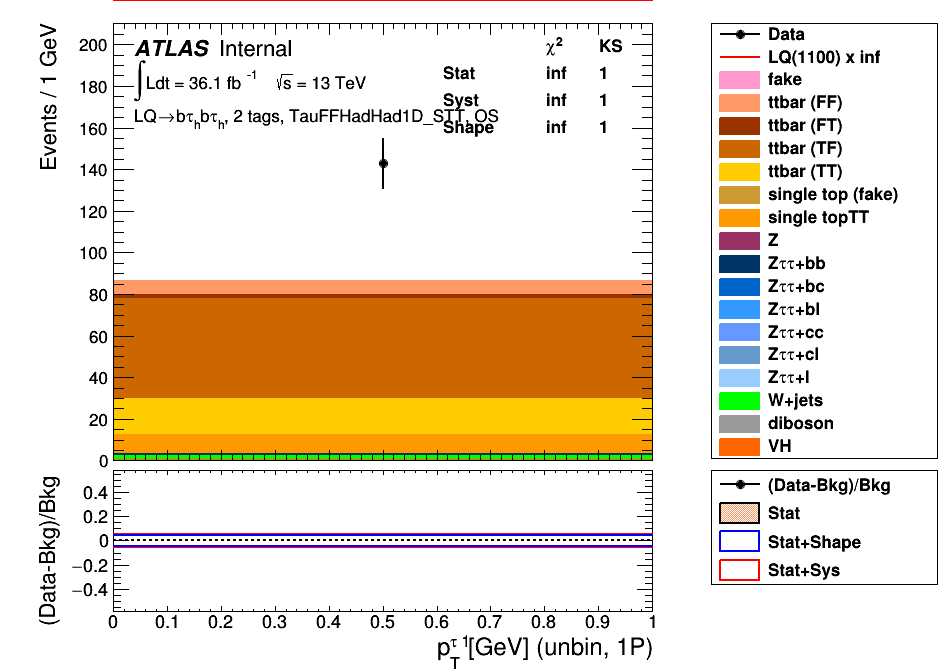 Events / 1 GeV
200
180
160
140
120
100
80
60
40
20
0
ATLAS Internal
∫Ldt = 36.1 fb⁻¹ √s = 13 TeV
LQ→bτₕbτₕ, 2 tags, TauFFHadHad1D_STT, OS
χ² KS
Stat inf 1
Syst inf 1
Shape inf 1
Data
LQ(1100) x inf
fake
ttbar (FF)
ttbar (FT)
ttbar (TF)
ttbar (TT)
single top (fake)
single topTT
Z
Zττ+bb
Zττ+bc
Zττ+bl
Zττ+cc
Zττ+cl
Zττ+l
W+jets
diboson
VH
(Data-Bkg)/Bkg
0.4
0.2
0
−0.2
−0.4
0 0.1 0.2 0.3 0.4 0.5 0.6 0.7 0.8 0.9 1
p_T^τ 1[GeV] (unbin, 1P)
(Data-Bkg)/Bkg
Stat
Stat+Shape
Stat+Sys